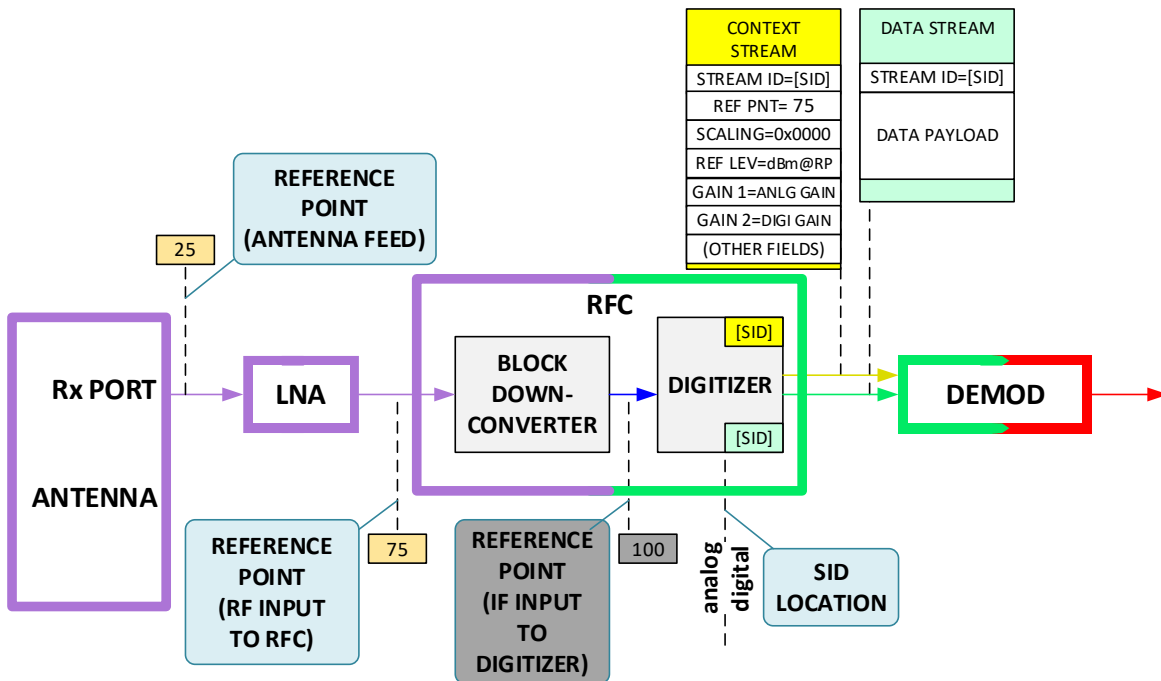 CONTEXT
STREAM
STREAM ID=[SID]
REF PNT= 75
SCALING=0x0000
REF LEV=dBm@RP
GAIN 1=ANLG GAIN
GAIN 2=DIGI GAIN
(OTHER FIELDS)
DATA STREAM
STREAM ID=[SID]
DATA PAYLOAD
REFERENCE
POINT
(ANTENNA FEED)
25
RFC
Rx PORT
ANTENNA
LNA
BLOCK
DOWN-
CONVERTER
[SID]
DIGITIZER
[SID]
DEMOD
REFERENCE
POINT
(RF INPUT
TO RFC)
75
REFERENCE
POINT
(IF INPUT
TO
DIGITIZER)
100
analog
digital
SID
LOCATION